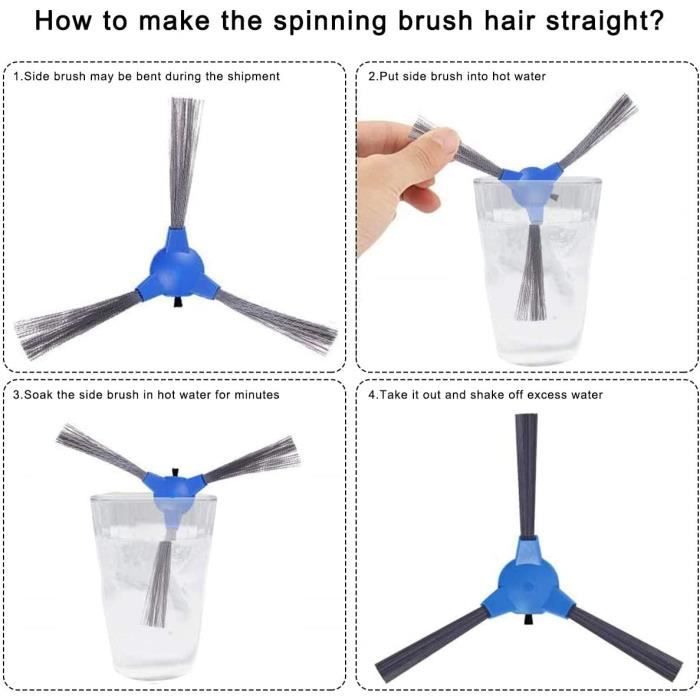 How to make the spinning brush hair straight?
1.Side brush may be bent during the shipment
2.Put side brush into hot water
3.Soak the side brush in hot water for minutes
4.Take it out and shake off excess water